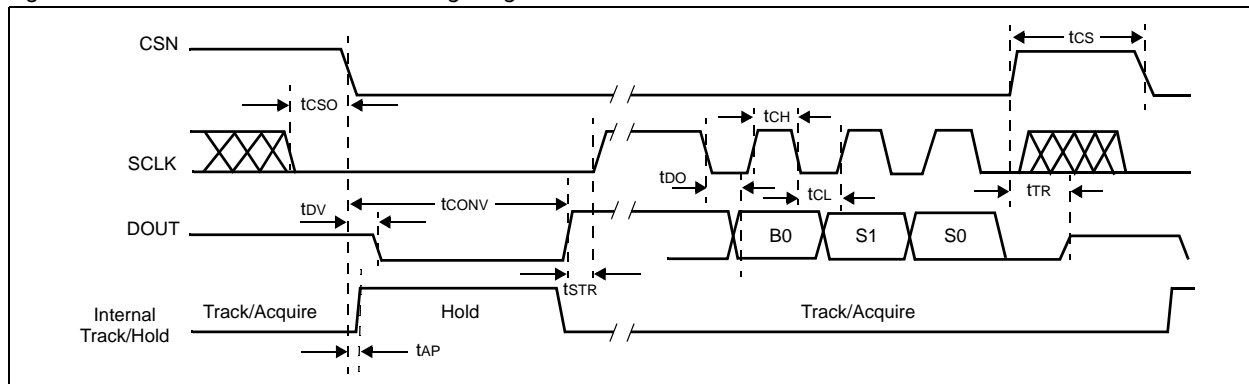 CSN
tCS
tCSO
tCH
SCLK
tDO
tCL
tTR
tDV
tCONV
DOUT
B0
S1
S0
tSTR
Internal
Track/Hold
Track/Acquire
Hold
Track/Acquire
tAP